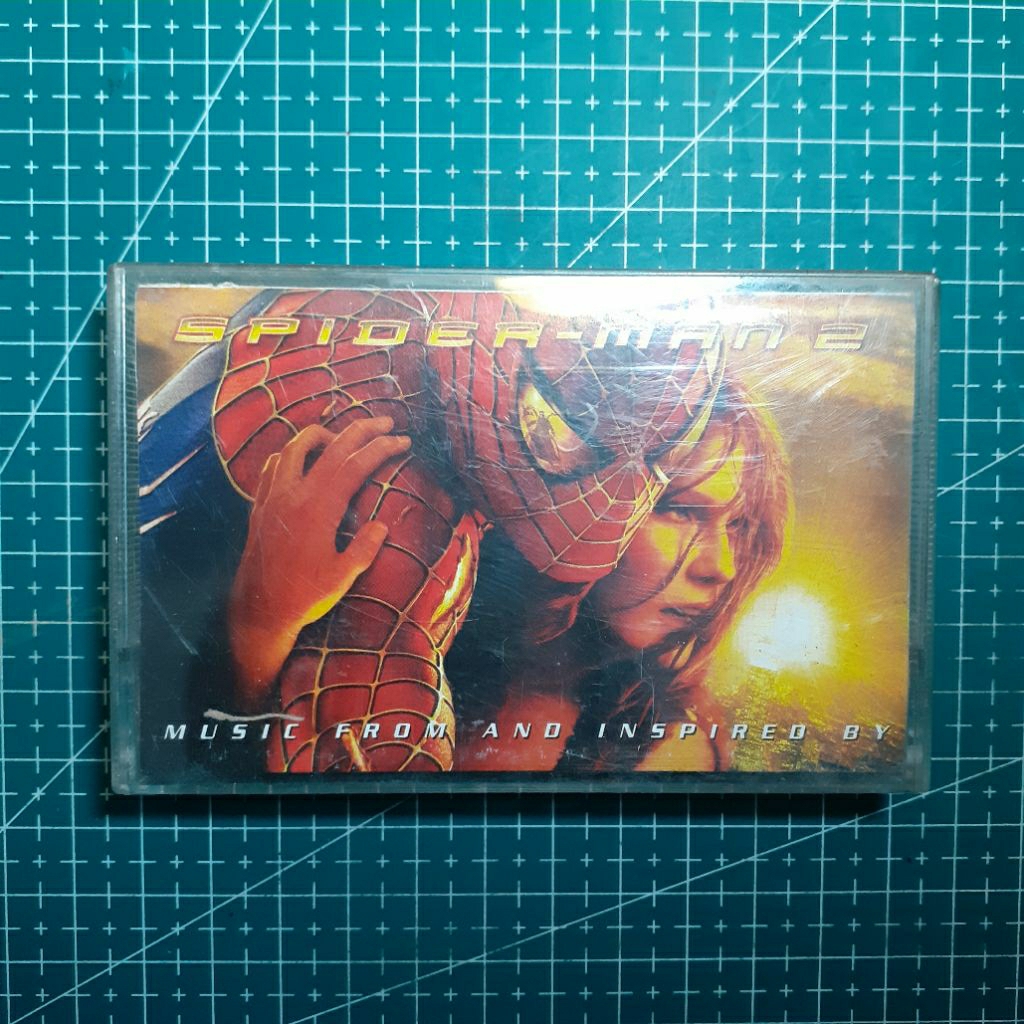 SPIDER-MAN 2
MUSIC FROM AND INSPIRED BY